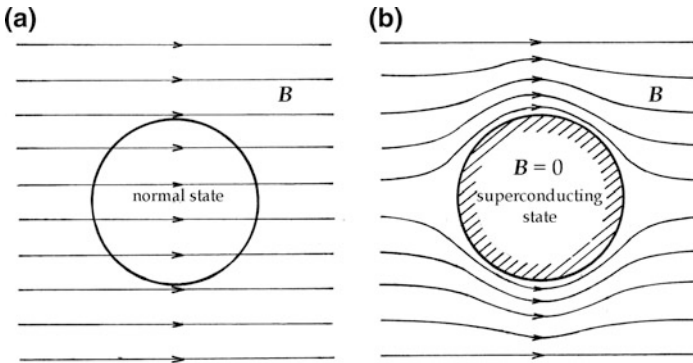 (a)
B
normal state
(b)
B
B = 0
superconducting
state